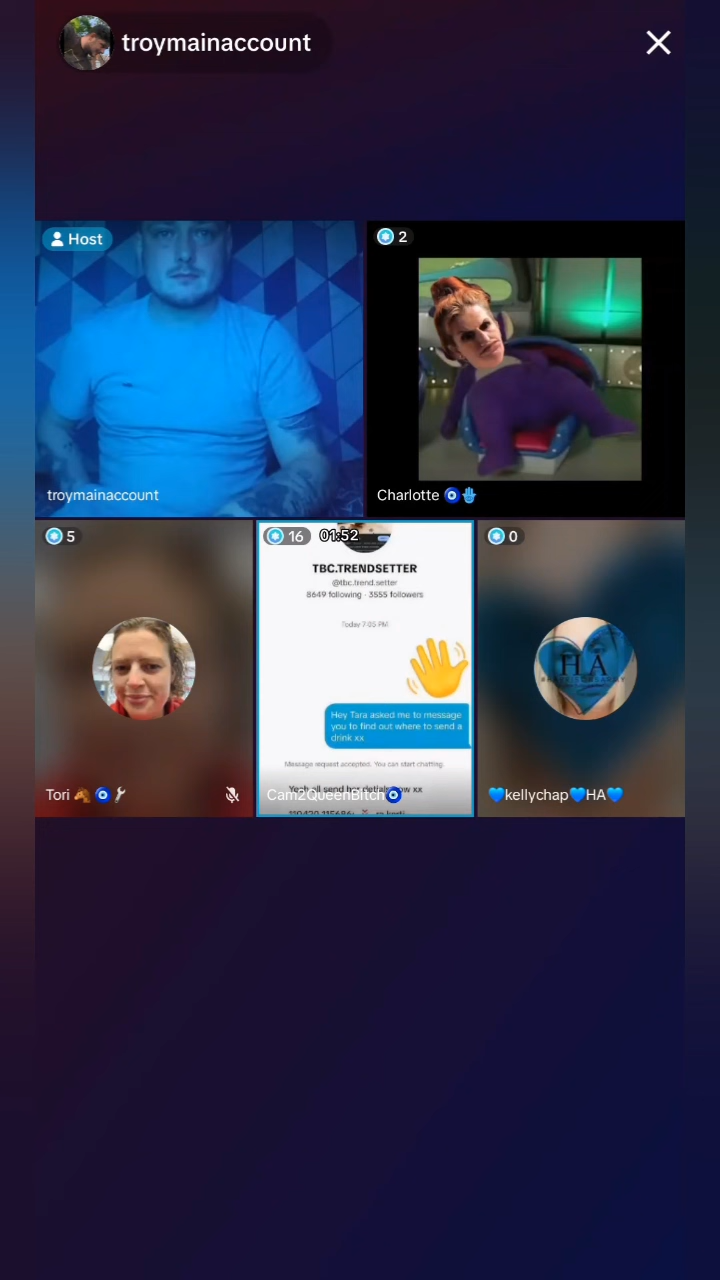 troymainaccount
Host
2
troymainaccount
Charlotte 🧿🪬
5
16 01:52
0
TBC.TRENDSETTER
@tbc.trend.setter
8649 following · 3555 followers
Today 7:05 PM
👋
Hey Tara asked me to message
you to find out where to send a
drink xx
Message request accepted. You can start chatting.
HA
Tori 🐴🧿🔧
Cam2QueenBitch🧿
💙kellychap💙HA💙